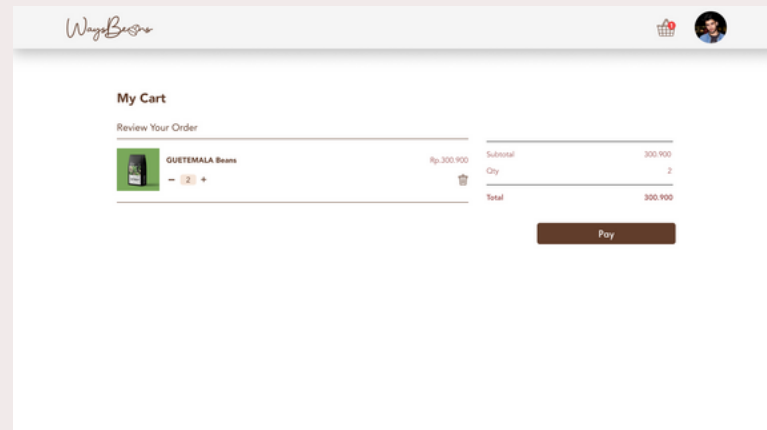 WaysBeans
1
My Cart
Review Your Order
GUETEMALA Beans
Rp.300.900
- 2 +
Subtotal 300.900
Qty 2
Total 300.900
Pay